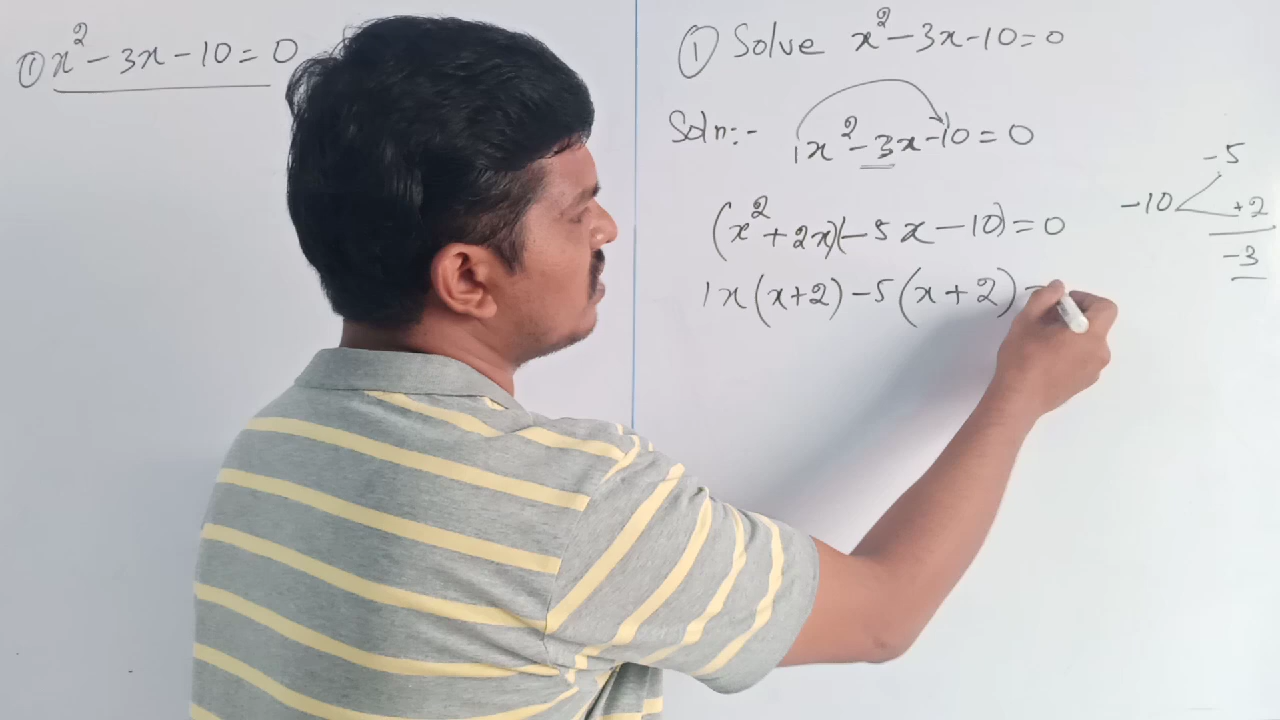 ① x² - 3x - 10 = 0
① Solve x² - 3x - 10 = 0
Soln:- 1x² - 3x - 10 = 0
(x² + 2x)(- 5x - 10) = 0
1x(x+2) - 5(x+2) =
-5
-10
+2
-3